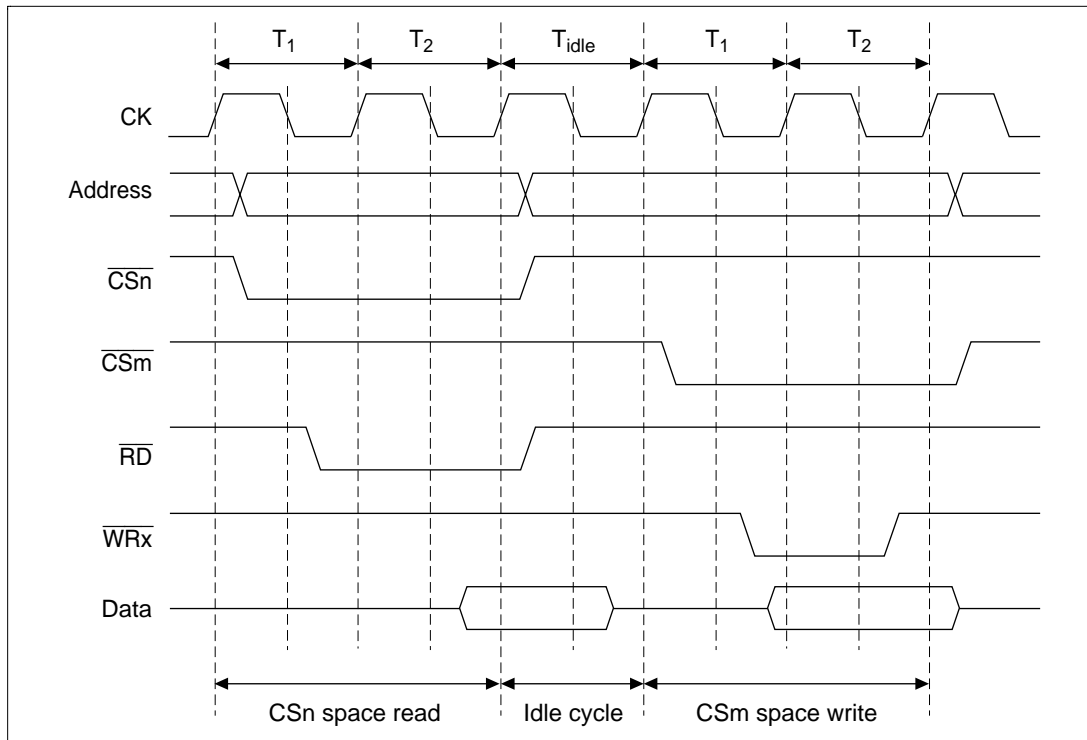 T1 T2 Tidle T1 T2
CK
Address
CSn
CSm
RD
WRx
Data
CSn space read Idle cycle CSm space write